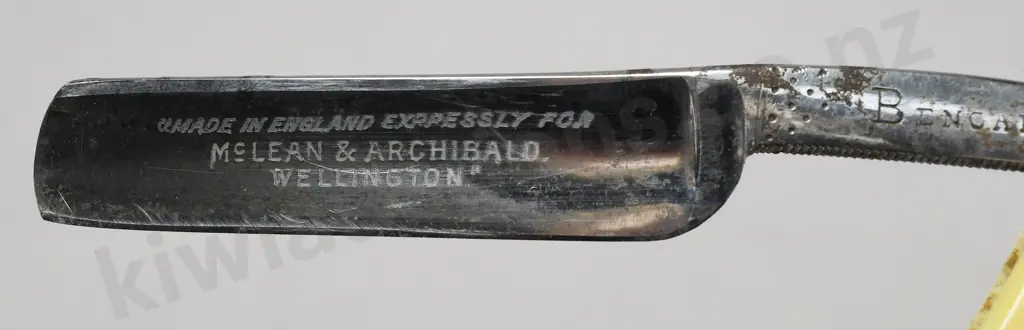 "MADE IN ENGLAND EXPRESSLY FOR
McLEAN & ARCHIBALD,
WELLINGTON"